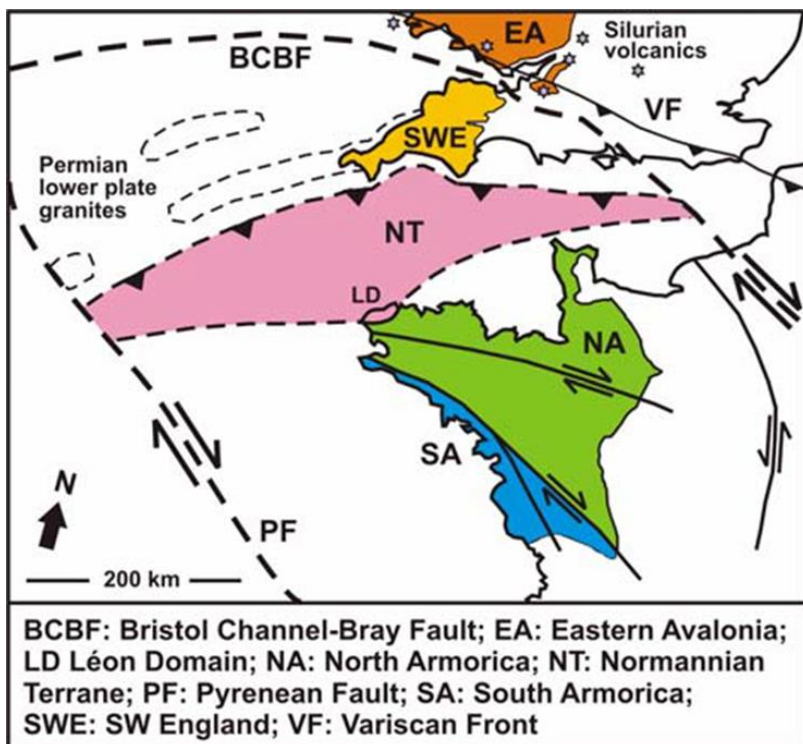 EA
Silurian
volcanics
BCBF
VF
SWE
Permian
lower plate
granites
NT
LD
NA
SA
N
PF
200 km
BCBF: Bristol Channel-Bray Fault; EA: Eastern Avalonia;
LD Léon Domain; NA: North Armorica; NT: Normannian
Terrane; PF: Pyrenean Fault; SA: South Armorica;
SWE: SW England; VF: Variscan Front